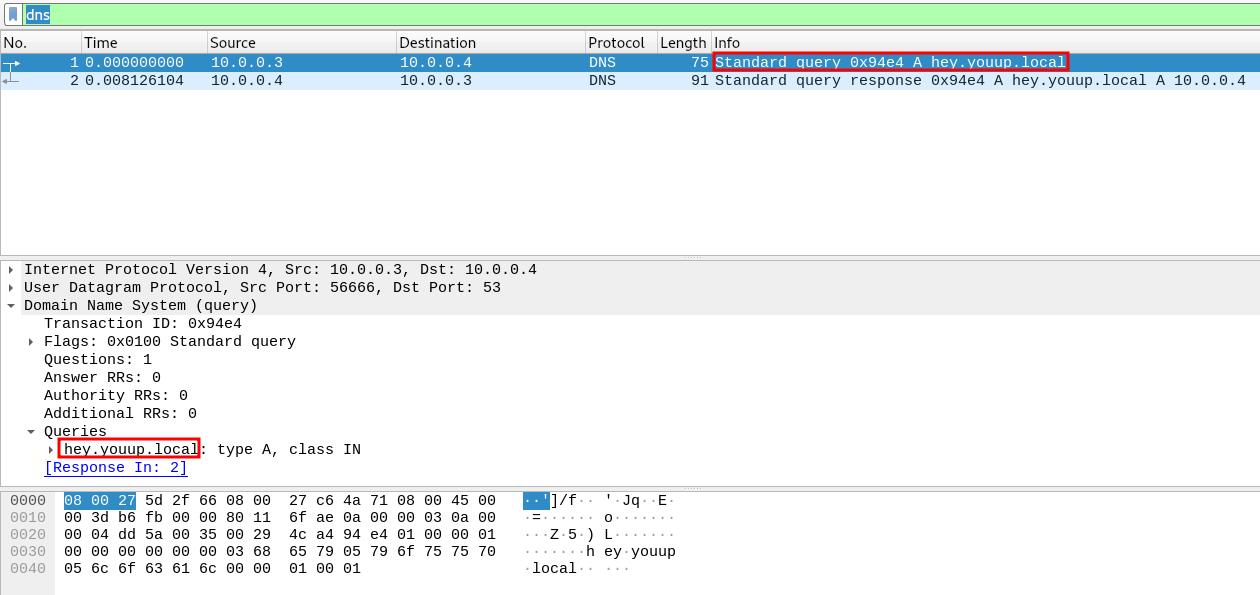 dns
No. Time Source Destination Protocol Length Info
1 0.000000000 10.0.0.3 10.0.0.4 DNS 75 Standard query 0x94e4 A hey.youup.local
2 0.008126104 10.0.0.4 10.0.0.3 DNS 91 Standard query response 0x94e4 A hey.youup.local A 10.0.0.4
Internet Protocol Version 4, Src: 10.0.0.3, Dst: 10.0.0.4
User Datagram Protocol, Src Port: 56666, Dst Port: 53
Domain Name System (query)
Transaction ID: 0x94e4
Flags: 0x0100 Standard query
Questions: 1
Answer RRs: 0
Authority RRs: 0
Additional RRs: 0
Queries
hey.youup.local: type A, class IN
[Response In: 2]
0000 08 00 27 5d 2f 66 08 00 27 c6 4a 71 08 00 45 00 ··']/f·· '·Jq··E·
0010 00 3d b6 fb 00 00 80 11 6f ae 0a 00 00 03 0a 00 ·=······ o·······
0020 00 04 dd 5a 00 35 00 29 4c ca 94 e4 01 00 00 01 ···Z·5·) L·······
0030 00 00 00 00 00 00 03 68 65 79 05 79 6f 75 75 70 ·······h ey·youup
0040 05 6c 6f 63 61 6c 00 00 01 00 01 ·local·· ···